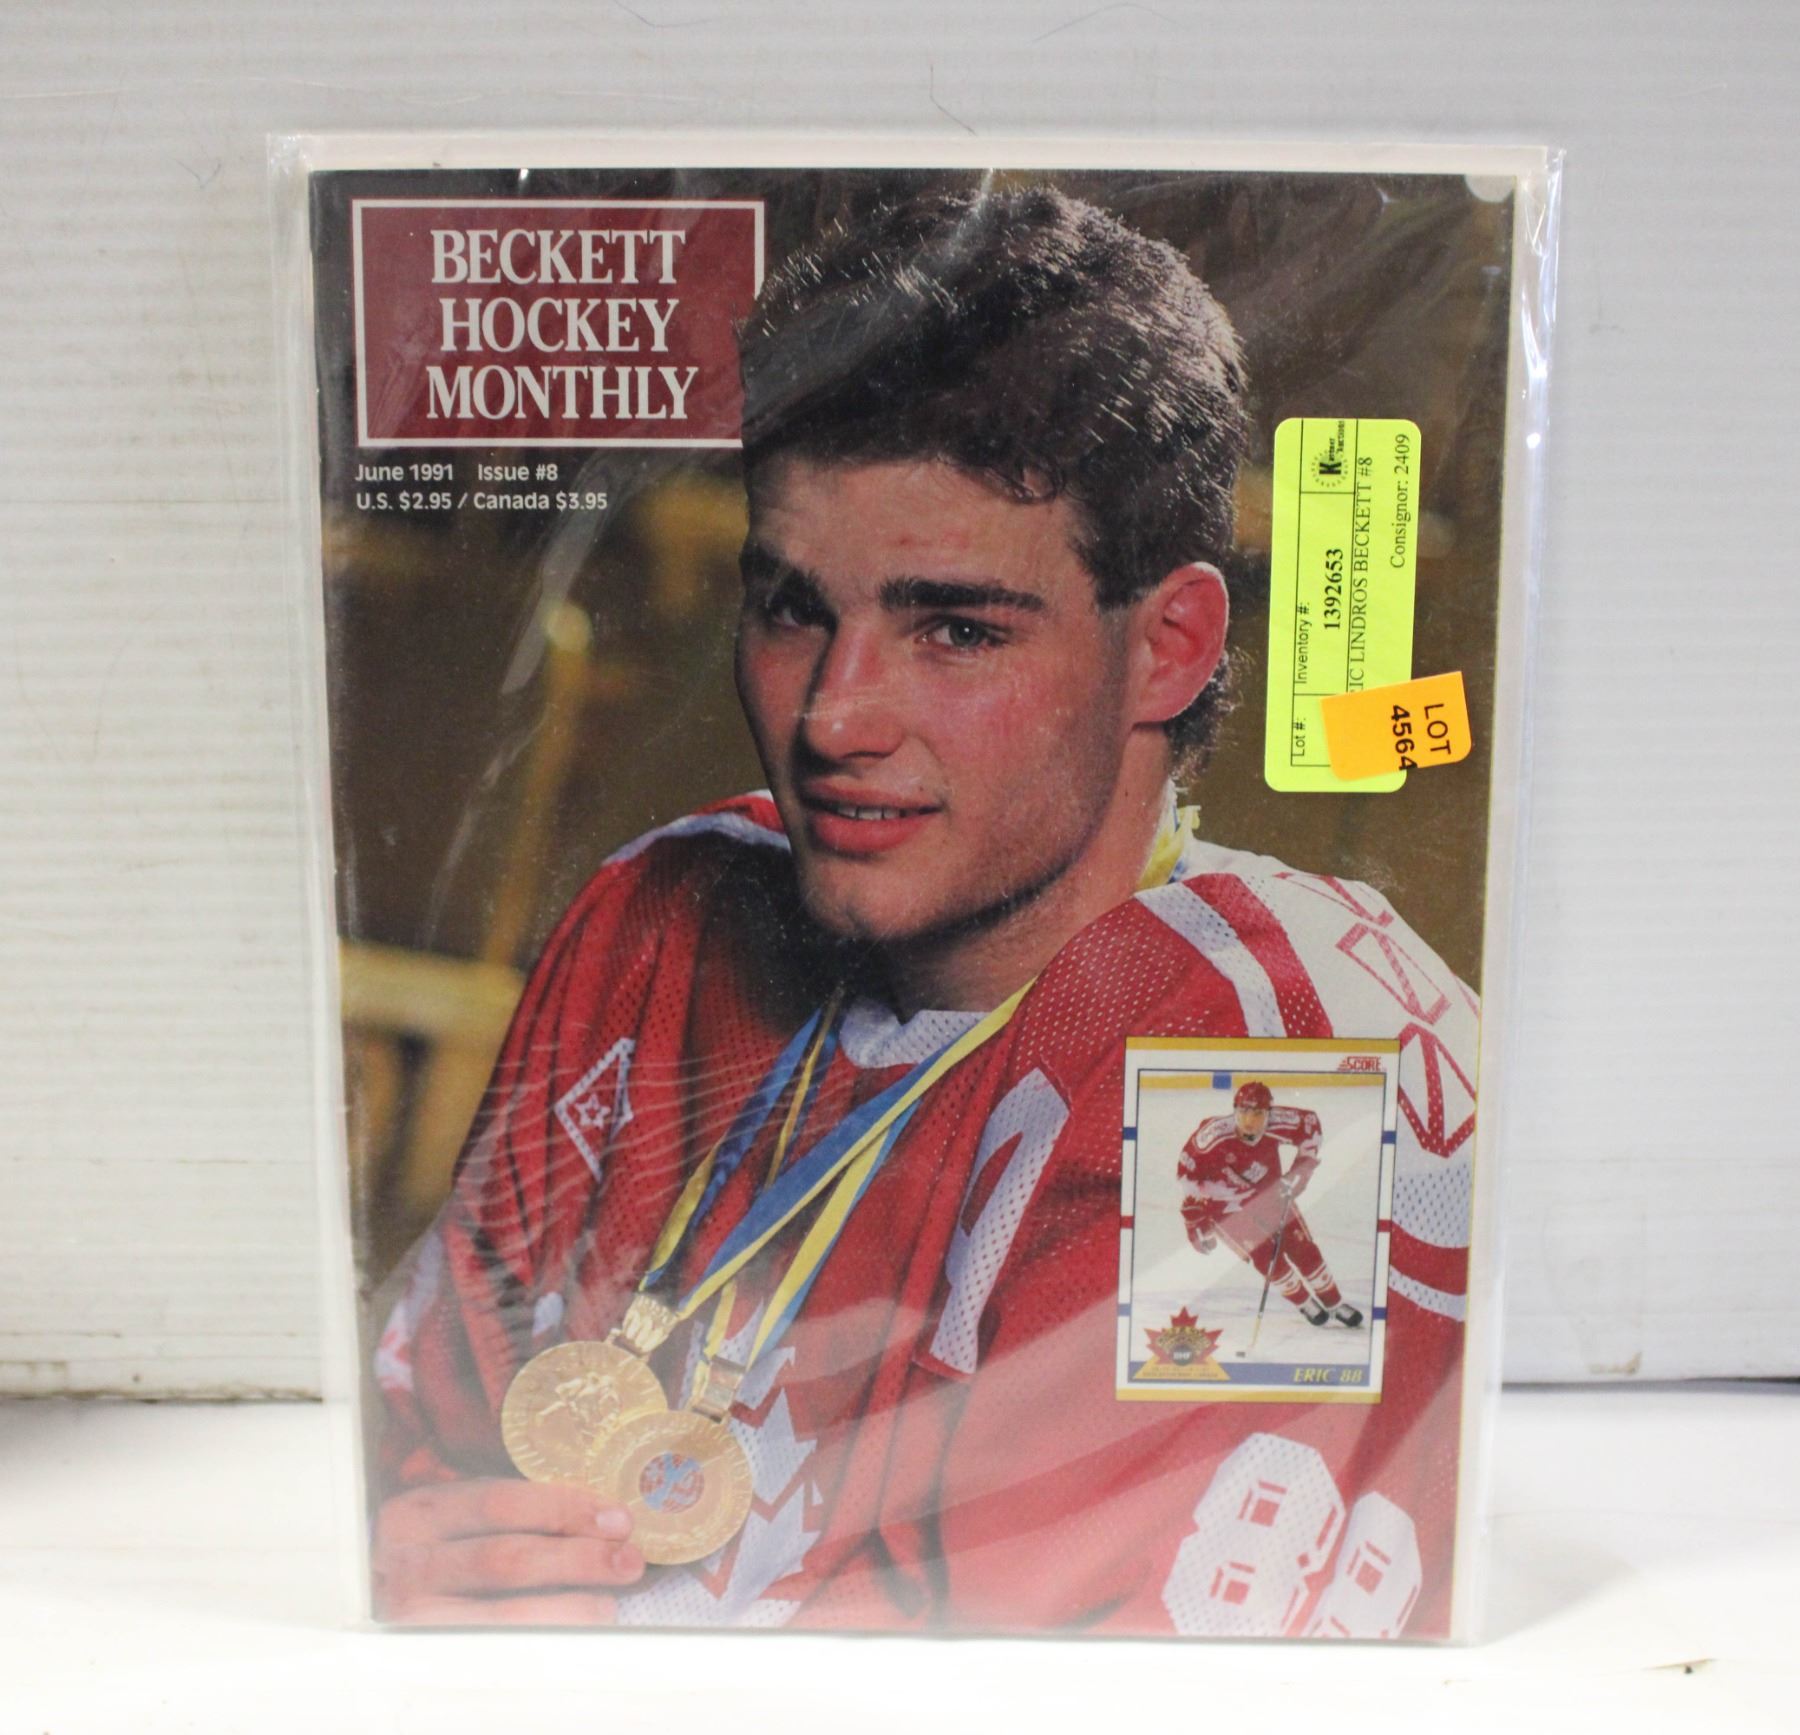 BECKETT
HOCKEY
MONTHLY
June 1991 Issue #8
U.S. $2.95 / Canada $3.95
Lot #:
Inventory #:
1392653
IC LINDROS BECKETT #8
Consignor: 2409
LOT
4564
SCORE
ERIC 88
88